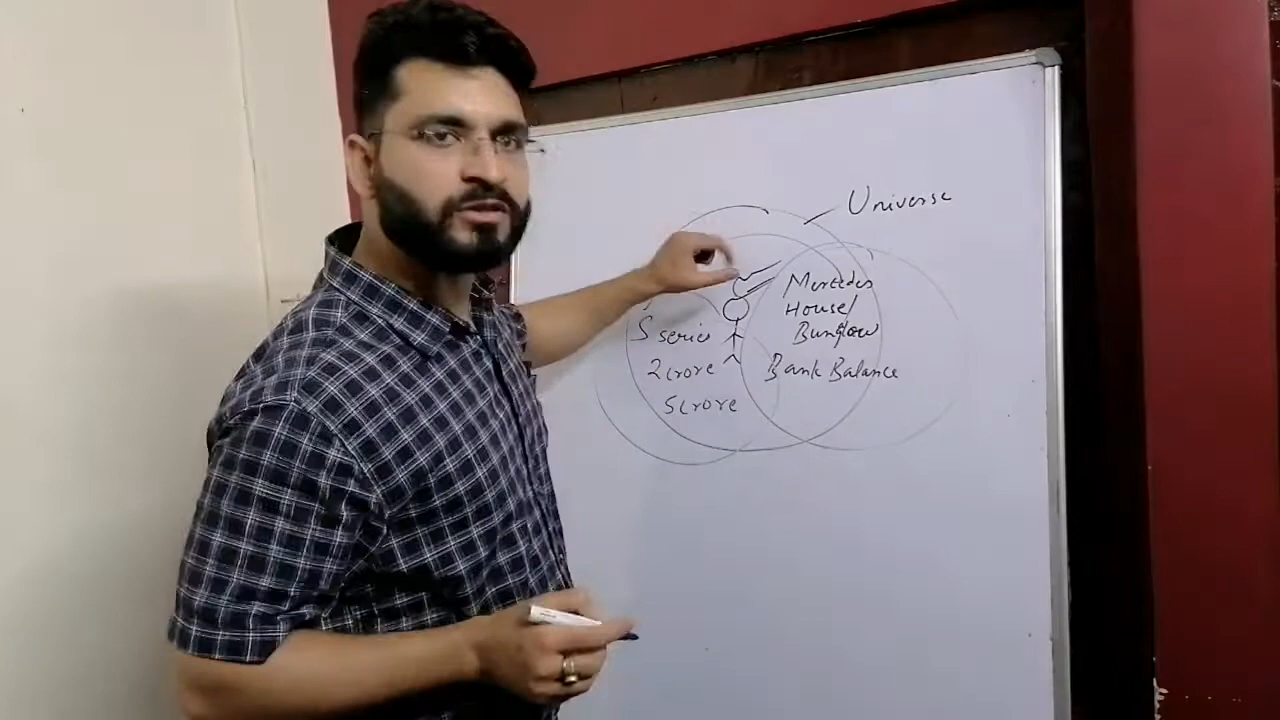 Universe
Mercedes
House/
Bunglow
Bank Balance
S series
2 crore
5 crore